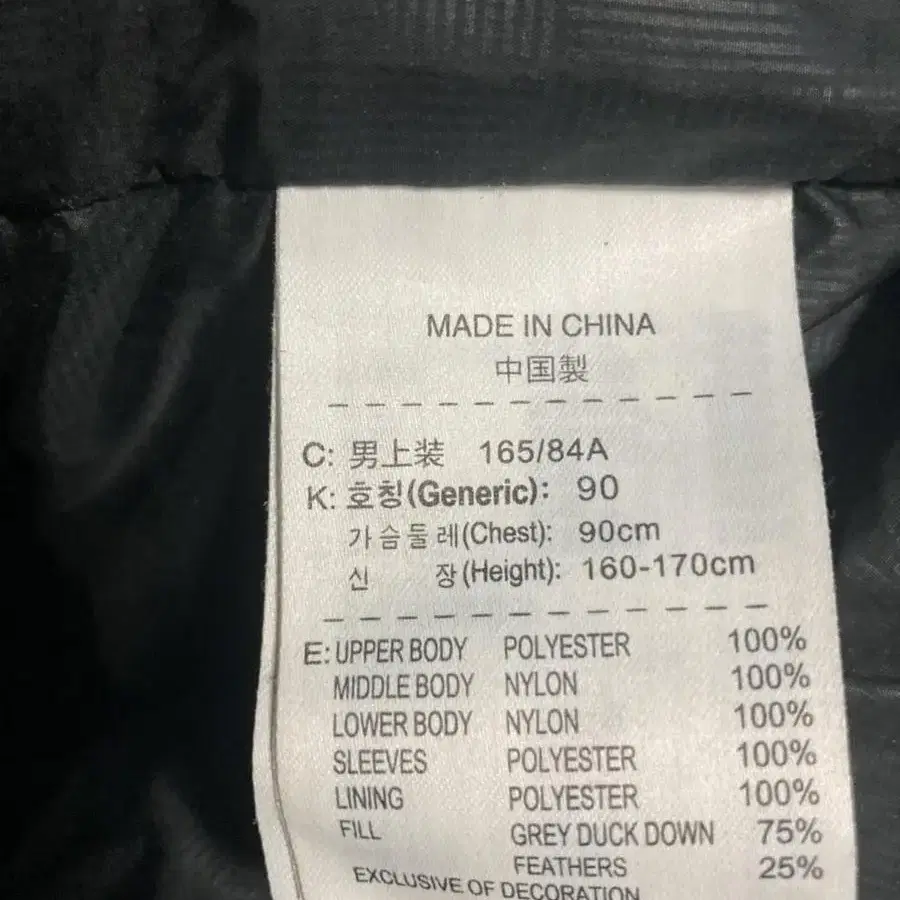 MADE IN CHINA
中国製
C: 男上装 165/84A
K: 호칭(Generic): 90
가슴둘레(Chest): 90cm
신 장(Height): 160-170cm
E: UPPER BODY POLYESTER 100%
MIDDLE BODY NYLON 100%
LOWER BODY NYLON 100%
SLEEVES POLYESTER 100%
LINING POLYESTER 100%
FILL GREY DUCK DOWN 75%
FEATHERS 25%
EXCLUSIVE OF DECORATION